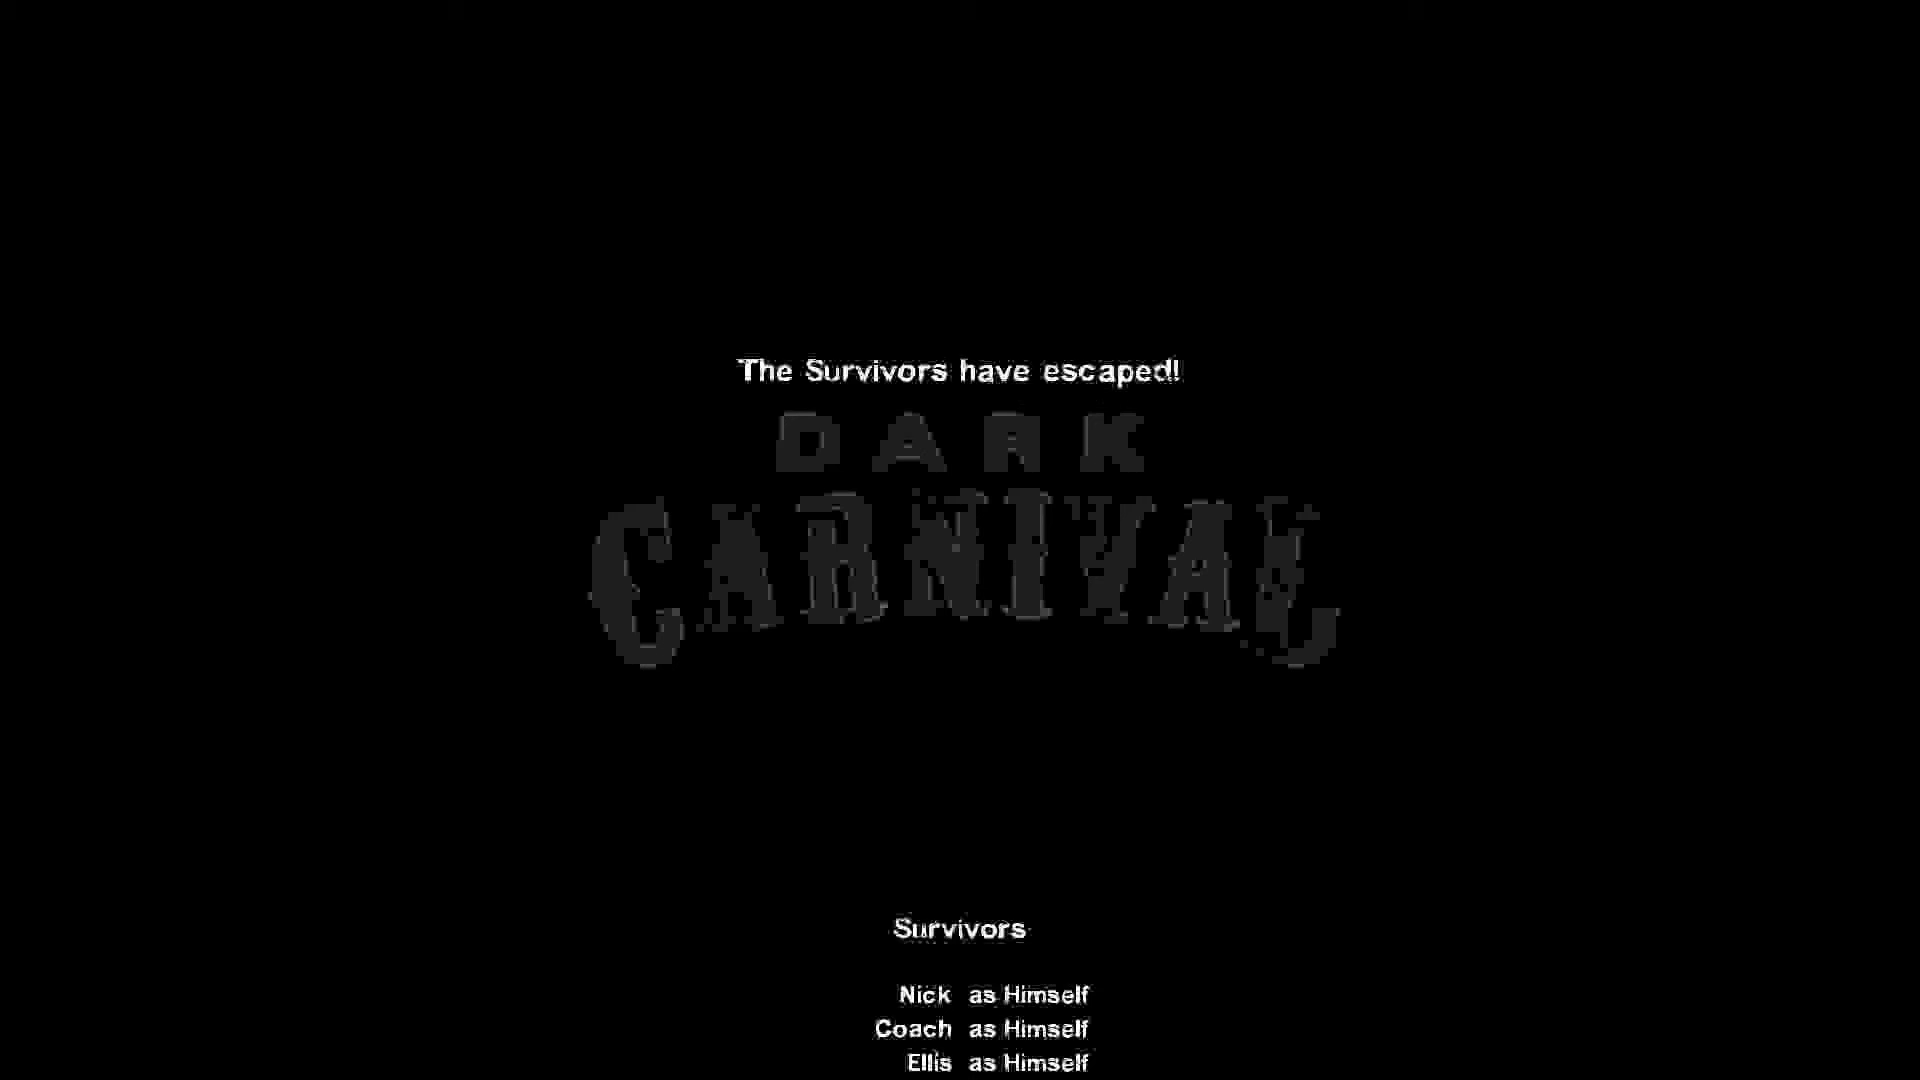 The Survivors have escaped!
DARK
CARNIVAL
Survivors
Nick as Himself
Coach as Himself
Ellis as Himself